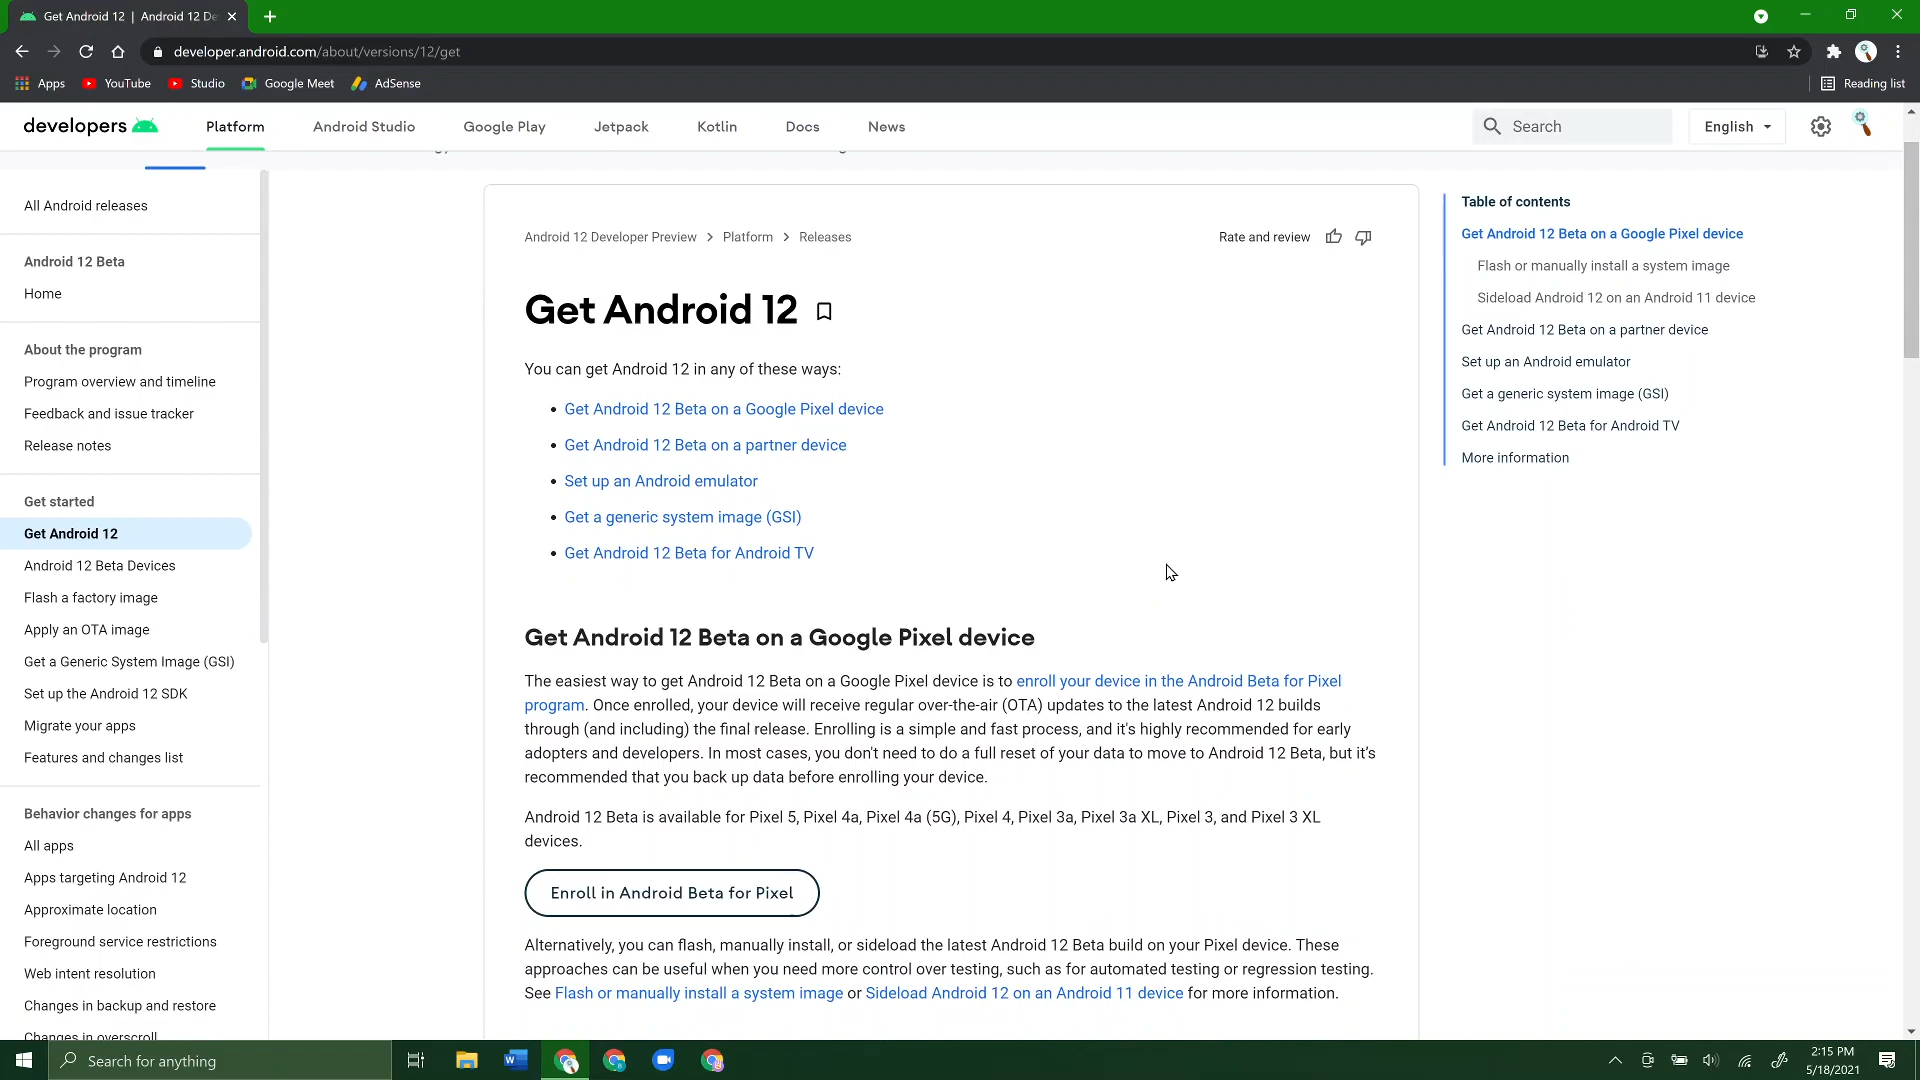 Get Android 12 | Android 12 De
developer.android.com/about/versions/12/get
Apps YouTube Studio Google Meet AdSense Reading list
developers Platform Android Studio Google Play Jetpack Kotlin Docs News Search English
All Android releases
Android 12 Beta
Home
About the program
Program overview and timeline
Feedback and issue tracker
Release notes
Get started
Get Android 12
Android 12 Beta Devices
Flash a factory image
Apply an OTA image
Get a Generic System Image (GSI)
Set up the Android 12 SDK
Migrate your apps
Features and changes list
Behavior changes for apps
All apps
Apps targeting Android 12
Approximate location
Foreground service restrictions
Web intent resolution
Changes in backup and restore
Changes in overscroll
Android 12 Developer Preview > Platform > Releases
Rate and review
Get Android 12
You can get Android 12 in any of these ways:
• Get Android 12 Beta on a Google Pixel device
• Get Android 12 Beta on a partner device
• Set up an Android emulator
• Get a generic system image (GSI)
• Get Android 12 Beta for Android TV
Get Android 12 Beta on a Google Pixel device
The easiest way to get Android 12 Beta on a Google Pixel device is to enroll your device in the Android Beta for Pixel
program. Once enrolled, your device will receive regular over-the-air (OTA) updates to the latest Android 12 builds
through (and including) the final release. Enrolling is a simple and fast process, and it's highly recommended for early
adopters and developers. In most cases, you don't need to do a full reset of your data to move to Android 12 Beta, but it's
recommended that you back up data before enrolling your device.
Android 12 Beta is available for Pixel 5, Pixel 4a, Pixel 4a (5G), Pixel 4, Pixel 3a, Pixel 3a XL, Pixel 3, and Pixel 3 XL
devices.
Enroll in Android Beta for Pixel
Alternatively, you can flash, manually install, or sideload the latest Android 12 Beta build on your Pixel device. These
approaches can be useful when you need more control over testing, such as for automated testing or regression testing.
See Flash or manually install a system image or Sideload Android 12 on an Android 11 device for more information.
Table of contents
Get Android 12 Beta on a Google Pixel device
Flash or manually install a system image
Sideload Android 12 on an Android 11 device
Get Android 12 Beta on a partner device
Set up an Android emulator
Get a generic system image (GSI)
Get Android 12 Beta for Android TV
More information
Search for anything
2:15 PM
5/18/2021